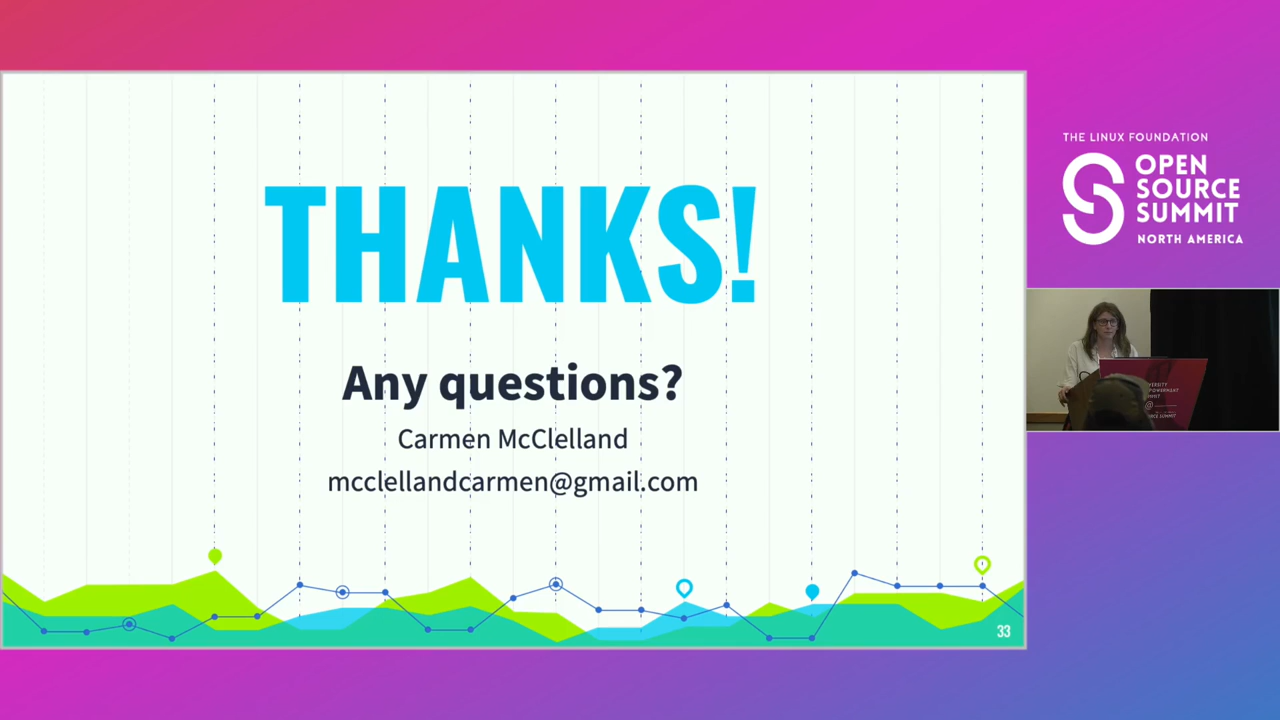 THANKS!
Any questions?
Carmen McClelland
mcclellandcarmen@gmail.com
33
THE LINUX FOUNDATION
OPEN
SOURCE
SUMMIT
NORTH AMERICA